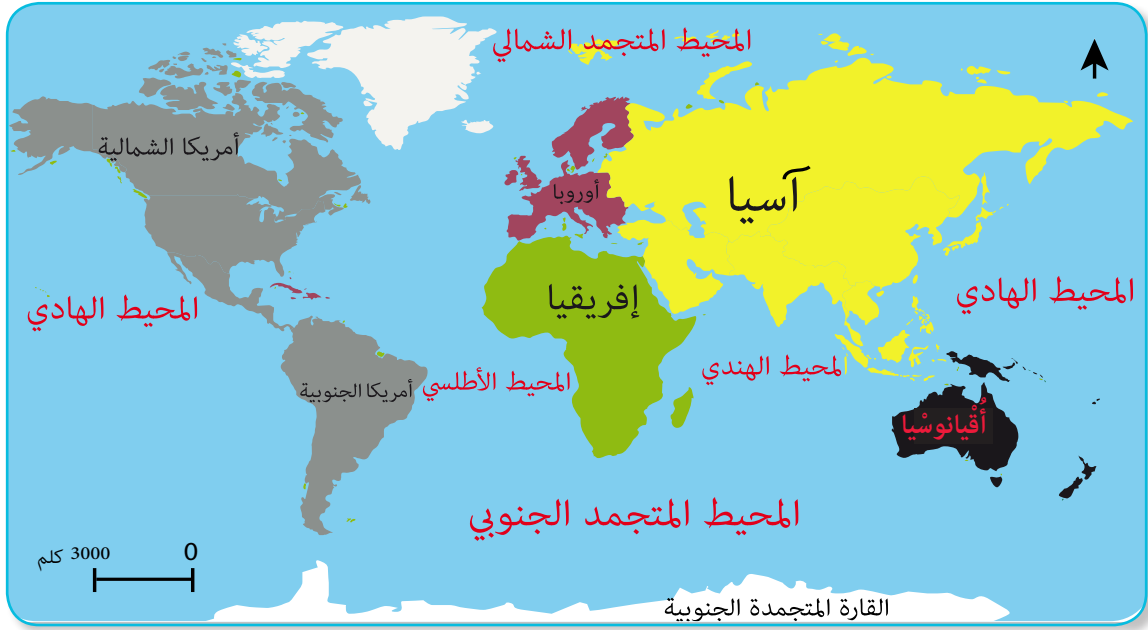 المحيط المتجمد الشمالي
أمريكا الشمالية
آسيا
أوروبا
المحيط الهادي
إفريقيا
المحيط الهادي
المحيط الهندي
المحيط الأطلسي
أمريكا الجنوبية
أُقْيانوسْيا
المحيط المتجمد الجنوبي
0
3000 كلم
القارة المتجمدة الجنوبية